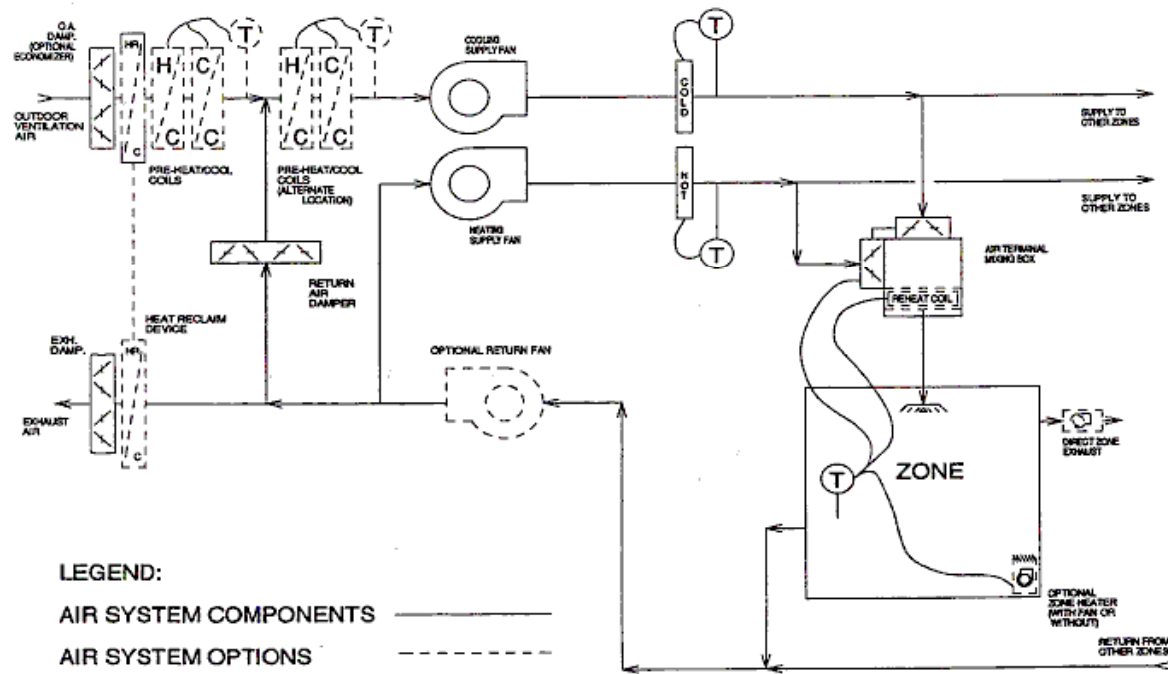 O.A.
DAMP.
(OPTIONAL
ECONOMIZER)
HR
C
H
C
C
C
T
H
C
C
C
T
COOLING
SUPPLY FAN
COLD
T
OUTDOOR
VENTILATION
AIR
PRE-HEAT/COOL
COILS
PRE-HEAT/COOL
COILS
(ALTERNATE
LOCATION)
SUPPLY TO
OTHER ZONES
HOT
T
HEATING
SUPPLY FAN
SUPPLY TO
OTHER ZONES
AIR TERMINAL
MIXING BOX
REHEAT COIL
RETURN
AIR
DAMPER
HEAT RECLAIM
DEVICE
EXH.
DAMP.
HR
C
OPTIONAL RETURN FAN
EXHAUST
AIR
DIRECT ZONE
EXHAUST
ZONE
T
LEGEND:
AIR SYSTEM COMPONENTS
AIR SYSTEM OPTIONS
OPTIONAL
ZONE HEATER
(WITH FAN OR
WITHOUT)
RETURN FROM
OTHER ZONES